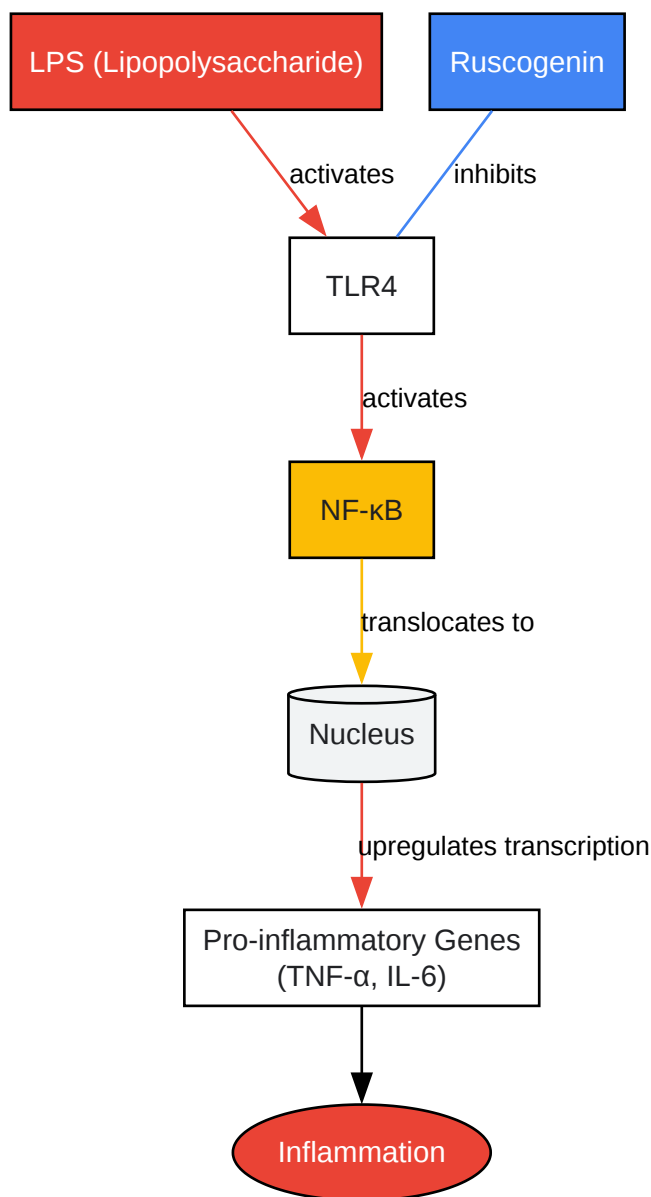 LPS (Lipopolysaccharide)
Ruscogenin
activates
inhibits
TLR4
activates
NF-κB
translocates to
Nucleus
upregulates transcription
Pro-inflammatory Genes
(TNF-α, IL-6)
Inflammation